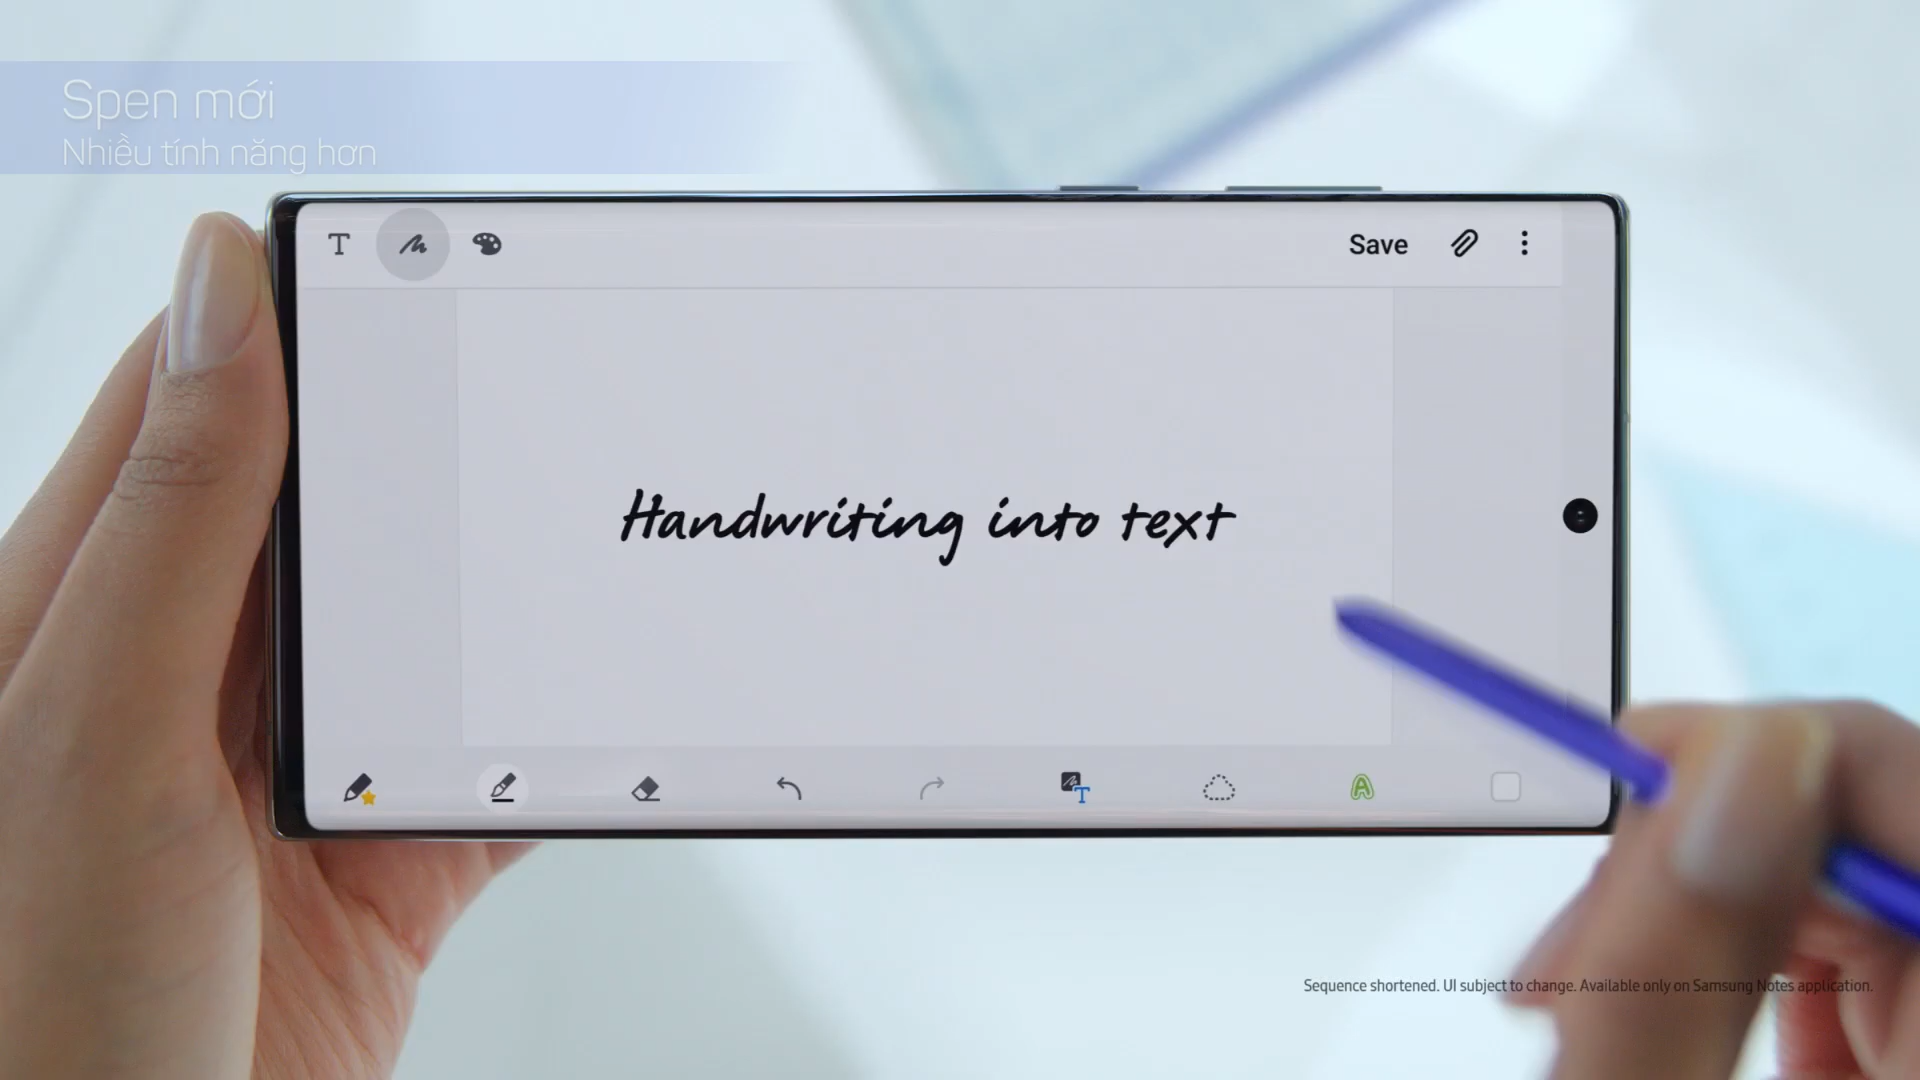 Spen mới
Nhiều tính năng hơn
T
Save
Handwriting into text
T
A
Sequence shortened. UI subject to change. Available only on Samsung Notes application.